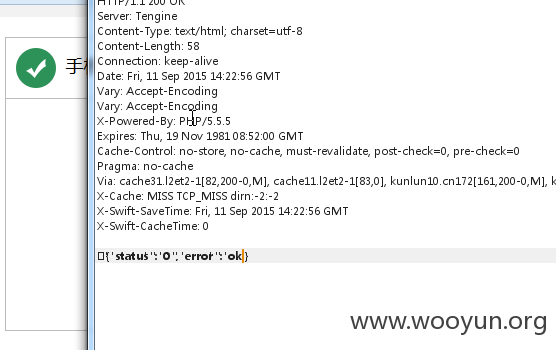 HTTP/1.1 200 OK
Server: Tengine
Content-Type: text/html; charset=utf-8
Content-Length: 58
Connection: keep-alive
Date: Fri, 11 Sep 2015 14:22:56 GMT
Vary: Accept-Encoding
Vary: Accept-Encoding
X-Powered-By: PHP/5.5.5
Expires: Thu, 19 Nov 1981 08:52:00 GMT
Cache-Control: no-store, no-cache, must-revalidate, post-check=0, pre-check=0
Pragma: no-cache
Via: cache31.l2et2-1[82,200-0,M], cache11.l2et2-1[83,0], kunlun10.cn172[161,200-0,M], k
X-Cache: MISS TCP_MISS dirn:-2:-2
X-Swift-SaveTime: Fri, 11 Sep 2015 14:22:56 GMT
X-Swift-CacheTime: 0
{"status":"0","error":"ok"}
手
www.wooyun.org